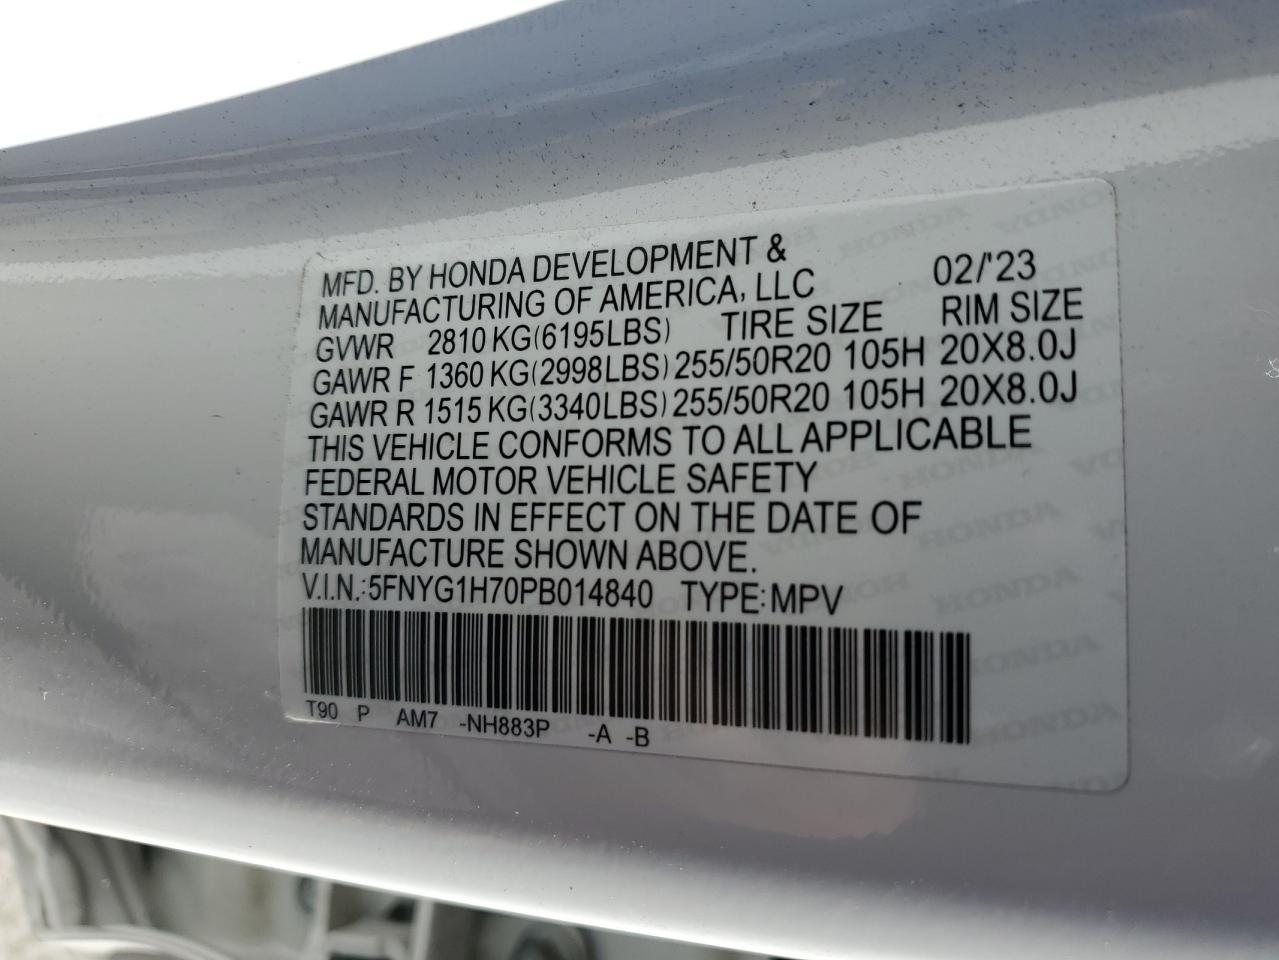 MFD. BY HONDA DEVELOPMENT &
MANUFACTURING OF AMERICA, LLC 02/'23
GVWR 2810 KG(6195LBS) TIRE SIZE RIM SIZE
GAWR F 1360 KG(2998LBS) 255/50R20 105H 20X8.0J
GAWR R 1515 KG(3340LBS) 255/50R20 105H 20X8.0J
THIS VEHICLE CONFORMS TO ALL APPLICABLE
FEDERAL MOTOR VEHICLE SAFETY
STANDARDS IN EFFECT ON THE DATE OF
MANUFACTURE SHOWN ABOVE.
V.I.N.:5FNYG1H70PB014840 TYPE:MPV
T90 P AM7 -NH883P -A -B